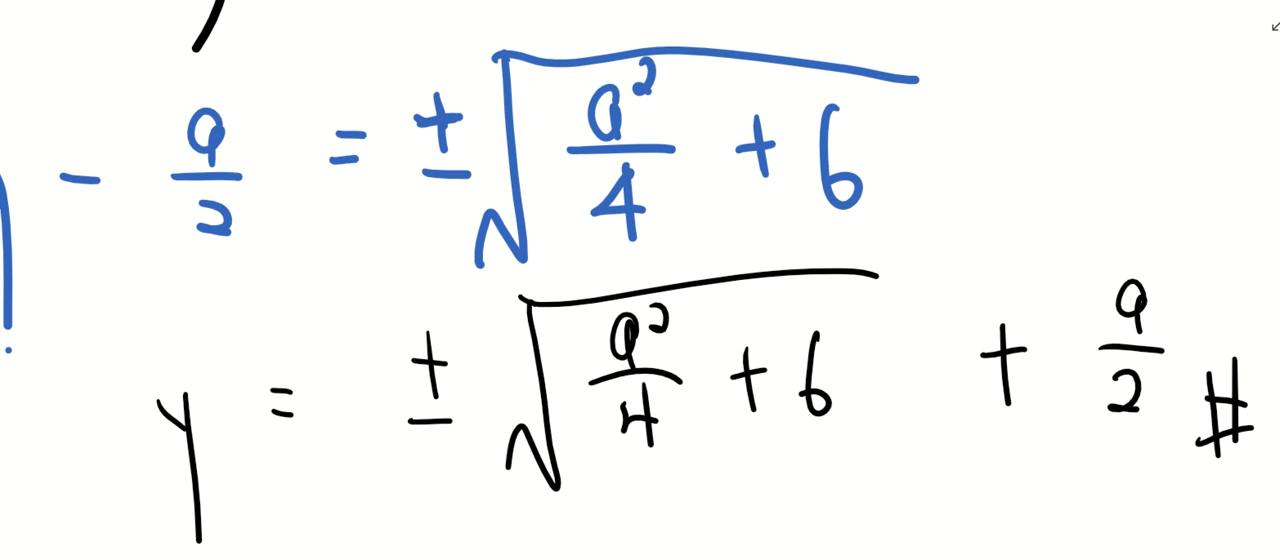 - a/2 = ± √(a²/4 + 6)
y = ± √(a²/4 + 6) + a/2 #